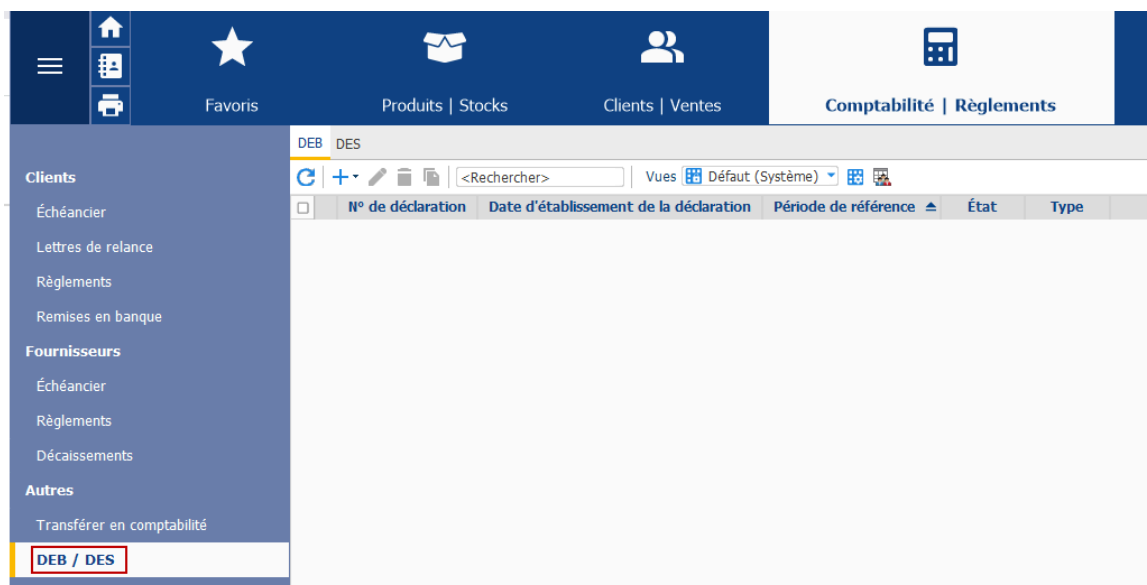 Favoris
Produits | Stocks
Clients | Ventes
Comptabilité | Règlements
DEB DES
<Rechercher> Vues Défaut (Système)
Nº de déclaration Date d'établissement de la déclaration Période de référence État Type
Clients
Échéancier
Lettres de relance
Règlements
Remises en banque
Fournisseurs
Échéancier
Règlements
Décaissements
Autres
Transférer en comptabilité
DEB / DES